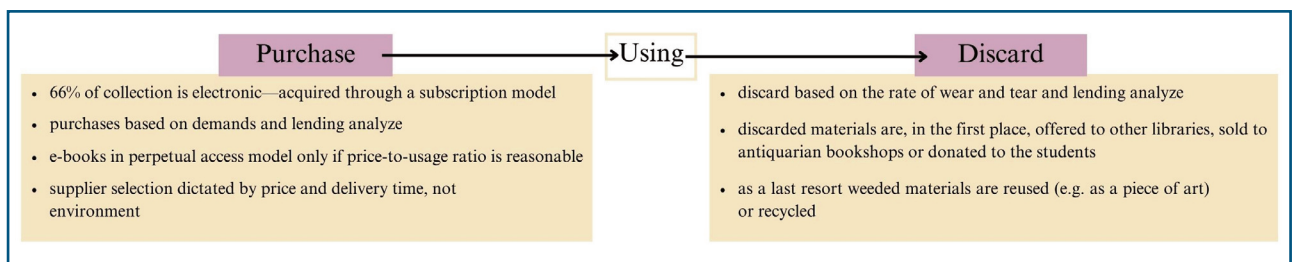 Purchase
Using
Discard
• 66% of collection is electronic—acquired through a subscription model
• purchases based on demands and lending analyze
• e-books in perpetual access model only if price-to-usage ratio is reasonable
• supplier selection dictated by price and delivery time, not
environment
• discard based on the rate of wear and tear and lending analyze
• discarded materials are, in the first place, offered to other libraries, sold to
antiquarian bookshops or donated to the students
• as a last resort weeded materials are reused (e.g. as a piece of art)
or recycled